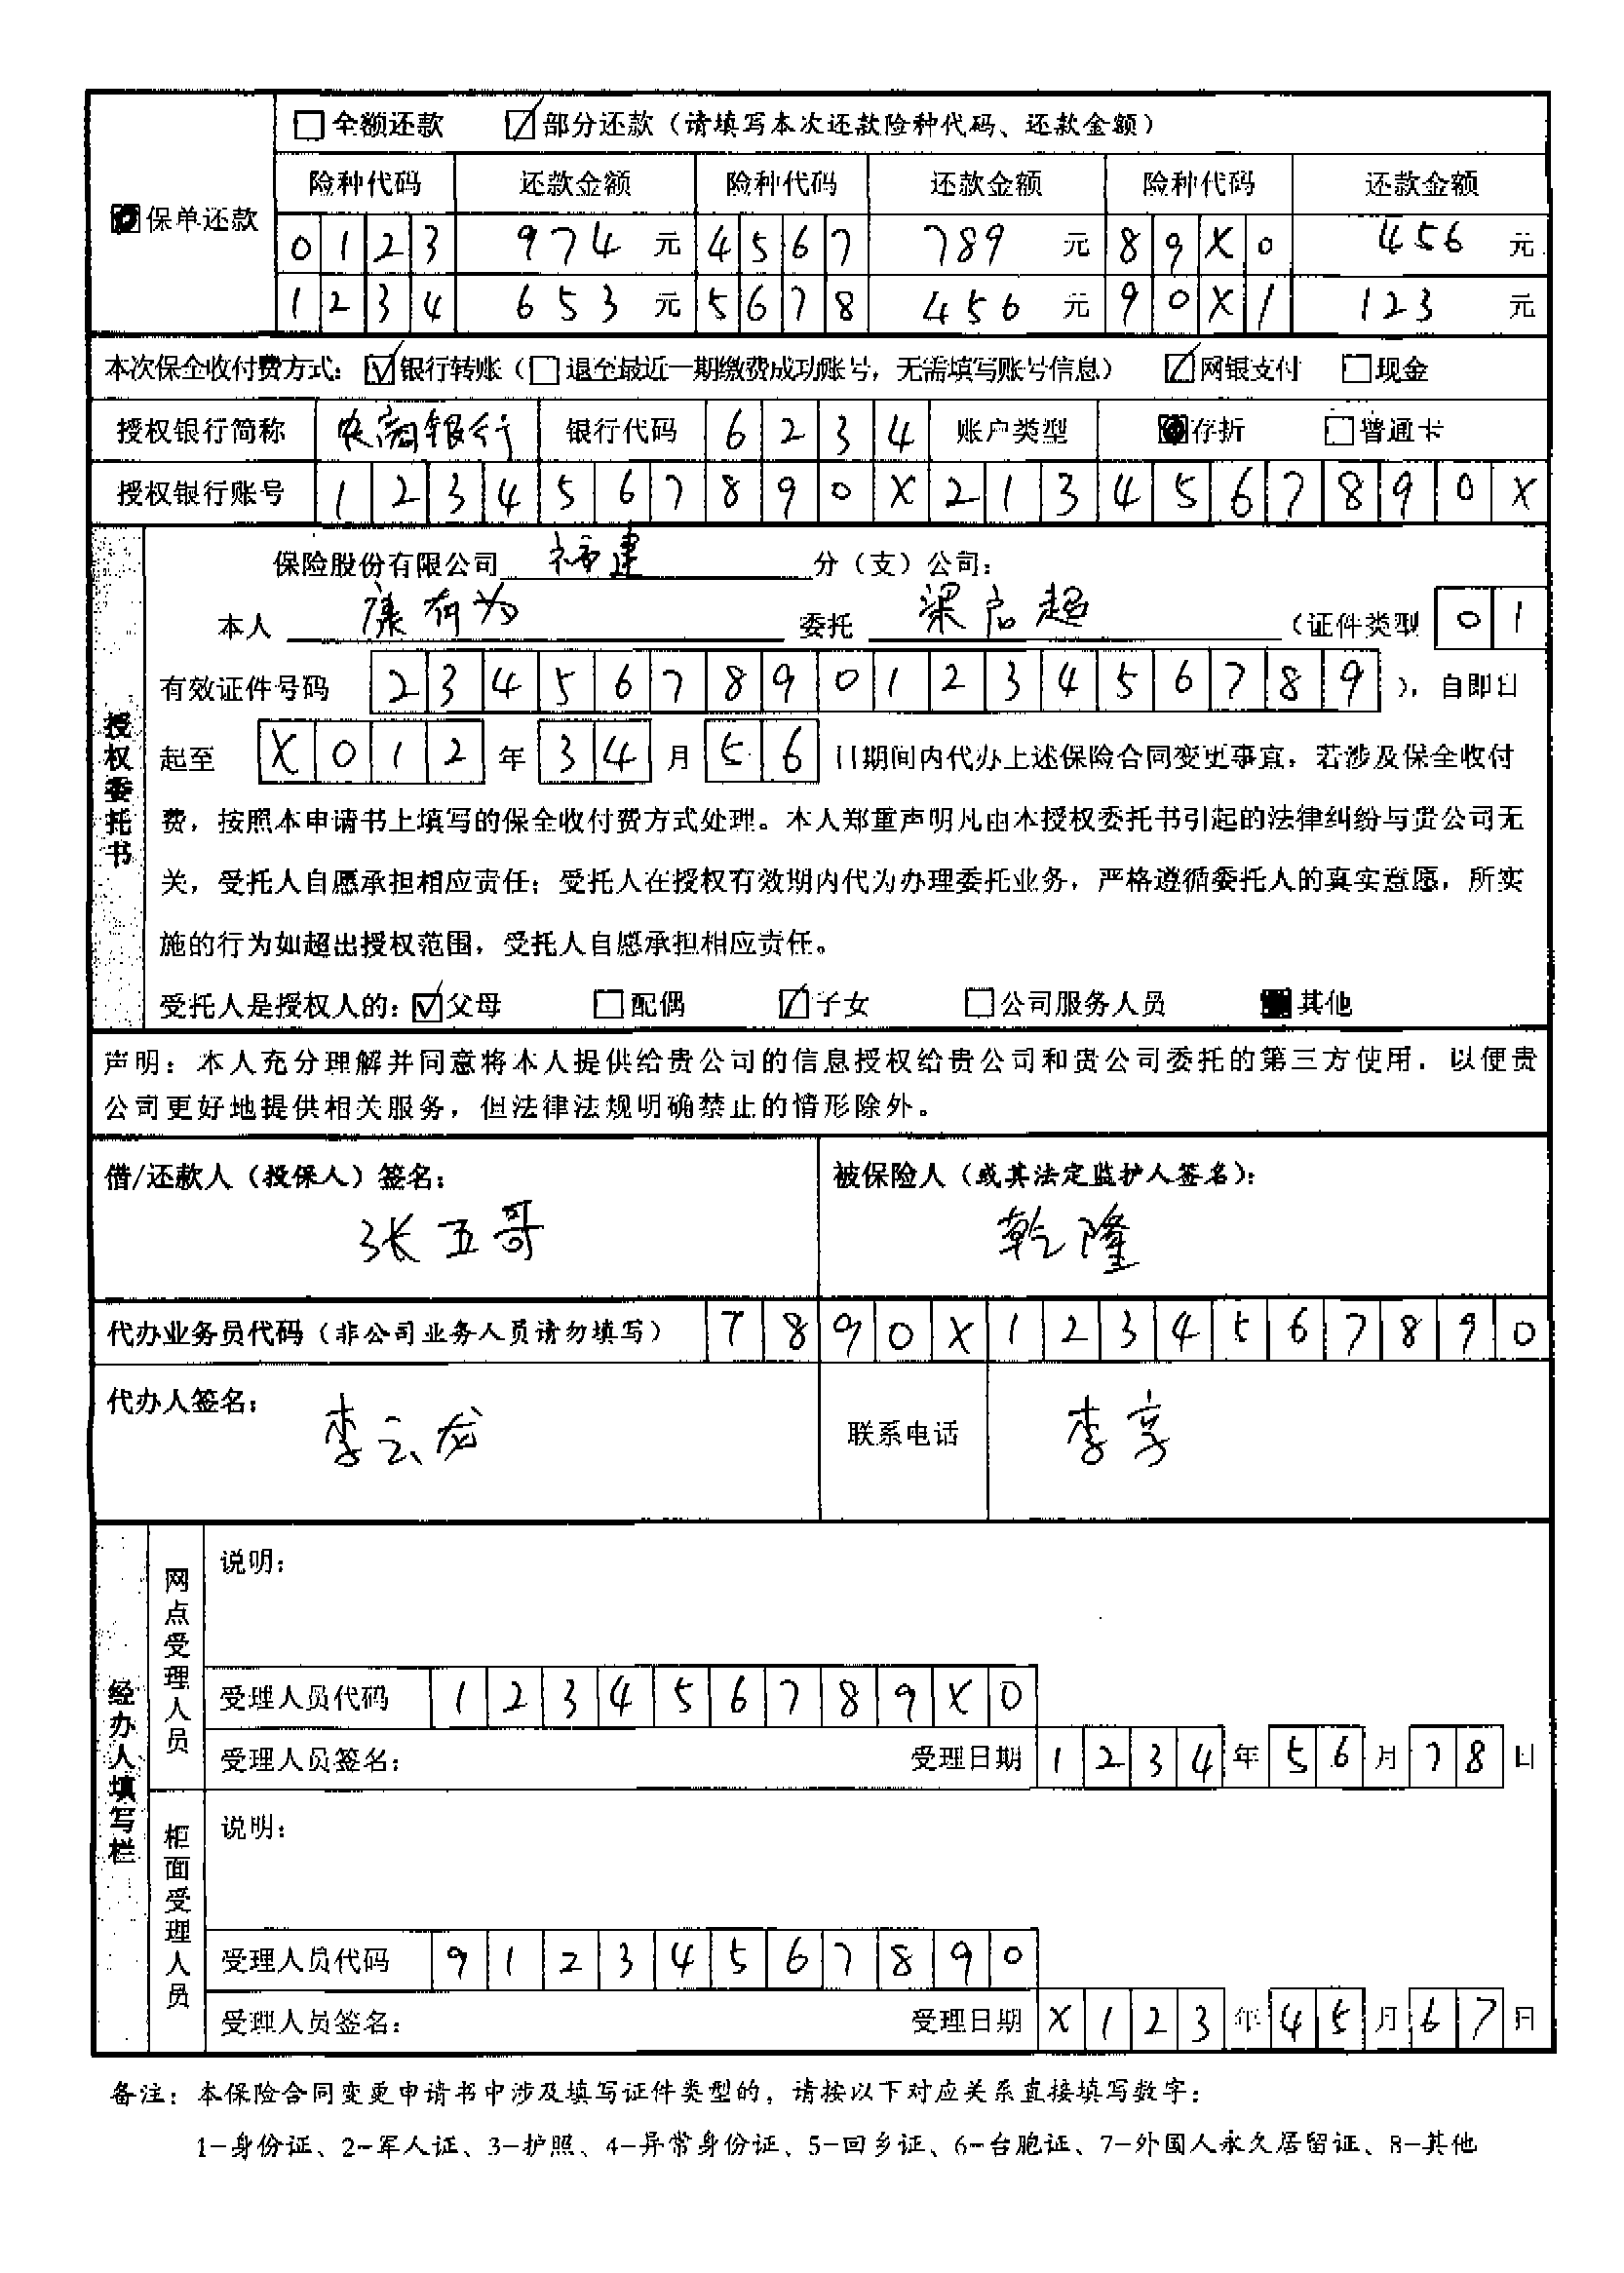 □全额还款 ☑部分还款（请填写本次还款险种代码、还款金额）
险种代码 还款金额 险种代码 还款金额 险种代码 还款金额
保单还款
0123 974 元 4567 789 元 89X0 456 元
1234 653 元 5678 456 元 90X1 123 元
本次保全收付费方式：☑银行转账（□退至最近一期缴费成功账号，无需填写账号信息） ☑网银支付 □现金
授权银行简称 银行 银行代码 6234 账户类型 ■存折 □普通卡
授权银行账号 1234567890X2134567890X
保险股份有限公司 福建 分（支）公司：
本人 康有为 委托 梁启超 （证件类型 01
有效证件号码 234567890123456789 ），自即日
起至 X012 年 34 月 56 日期间内代办上述保险合同变更事宜，若涉及保全收付
费，按照本申请书上填写的保全收付费方式处理。本人郑重声明凡由本授权委托书引起的法律纠纷与贵公司无
关，受托人自愿承担相应责任；受托人在授权有效期内代为办理委托业务，严格遵循委托人的真实意愿，所实
施的行为如超出授权范围，受托人自愿承担相应责任。
受托人是授权人的：☑父母 □配偶 ☑子女 □公司服务人员 ■其他
授权委托书
声明：本人充分理解并同意将本人提供给贵公司的信息授权给贵公司和贵公司委托的第三方使用，以便贵
公司更好地提供相关服务，但法律法规明确禁止的情形除外。
借/还款人（投保人）签名： 被保险人（或其法定监护人签名）：
张五哥 乾隆
代办业务员代码（非公司业务人员请勿填写） 7890X1234567890
代办人签名： 李云龙 联系电话 李享
经办人填写栏
网点受理人员
说明：
受理人员代码 123456789X0
受理人员签名： 受理日期 1234 年 56 月 78 日
柜面受理人员
说明：
受理人员代码 91234567890
受理人员签名： 受理日期 X123 年 45 月 67 日
备注：本保险合同变更申请书中涉及填写证件类型的，请按以下对应关系直接填写数字：
1-身份证、2-军人证、3-护照、4-异常身份证、5-回乡证、6-台胞证、7-外国人永久居留证、8-其他